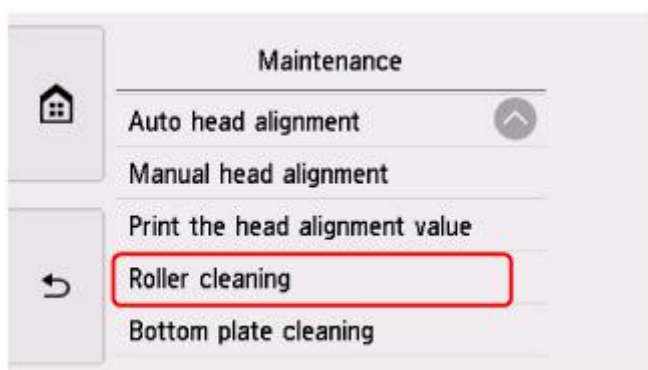 Maintenance
Auto head alignment
Manual head alignment
Print the head alignment value
Roller cleaning
Bottom plate cleaning